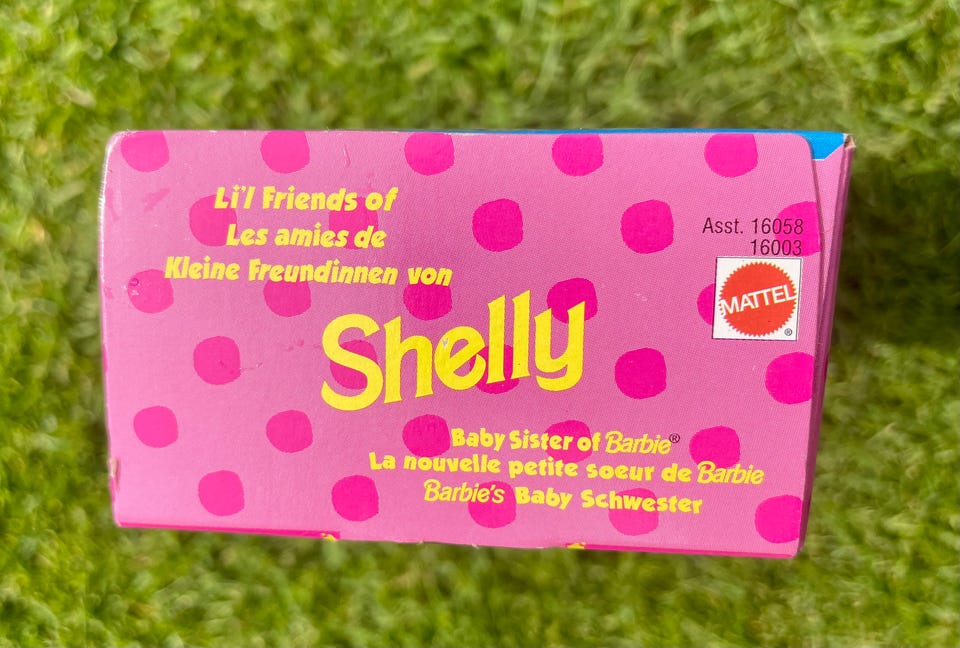 Li'l Friends of
Les amies de
Kleine Freundinnen von
Shelly
Asst. 16058
16003
MATTEL
®
Baby Sister of Barbie®
La nouvelle petite soeur de Barbie
Barbie's Baby Schwester